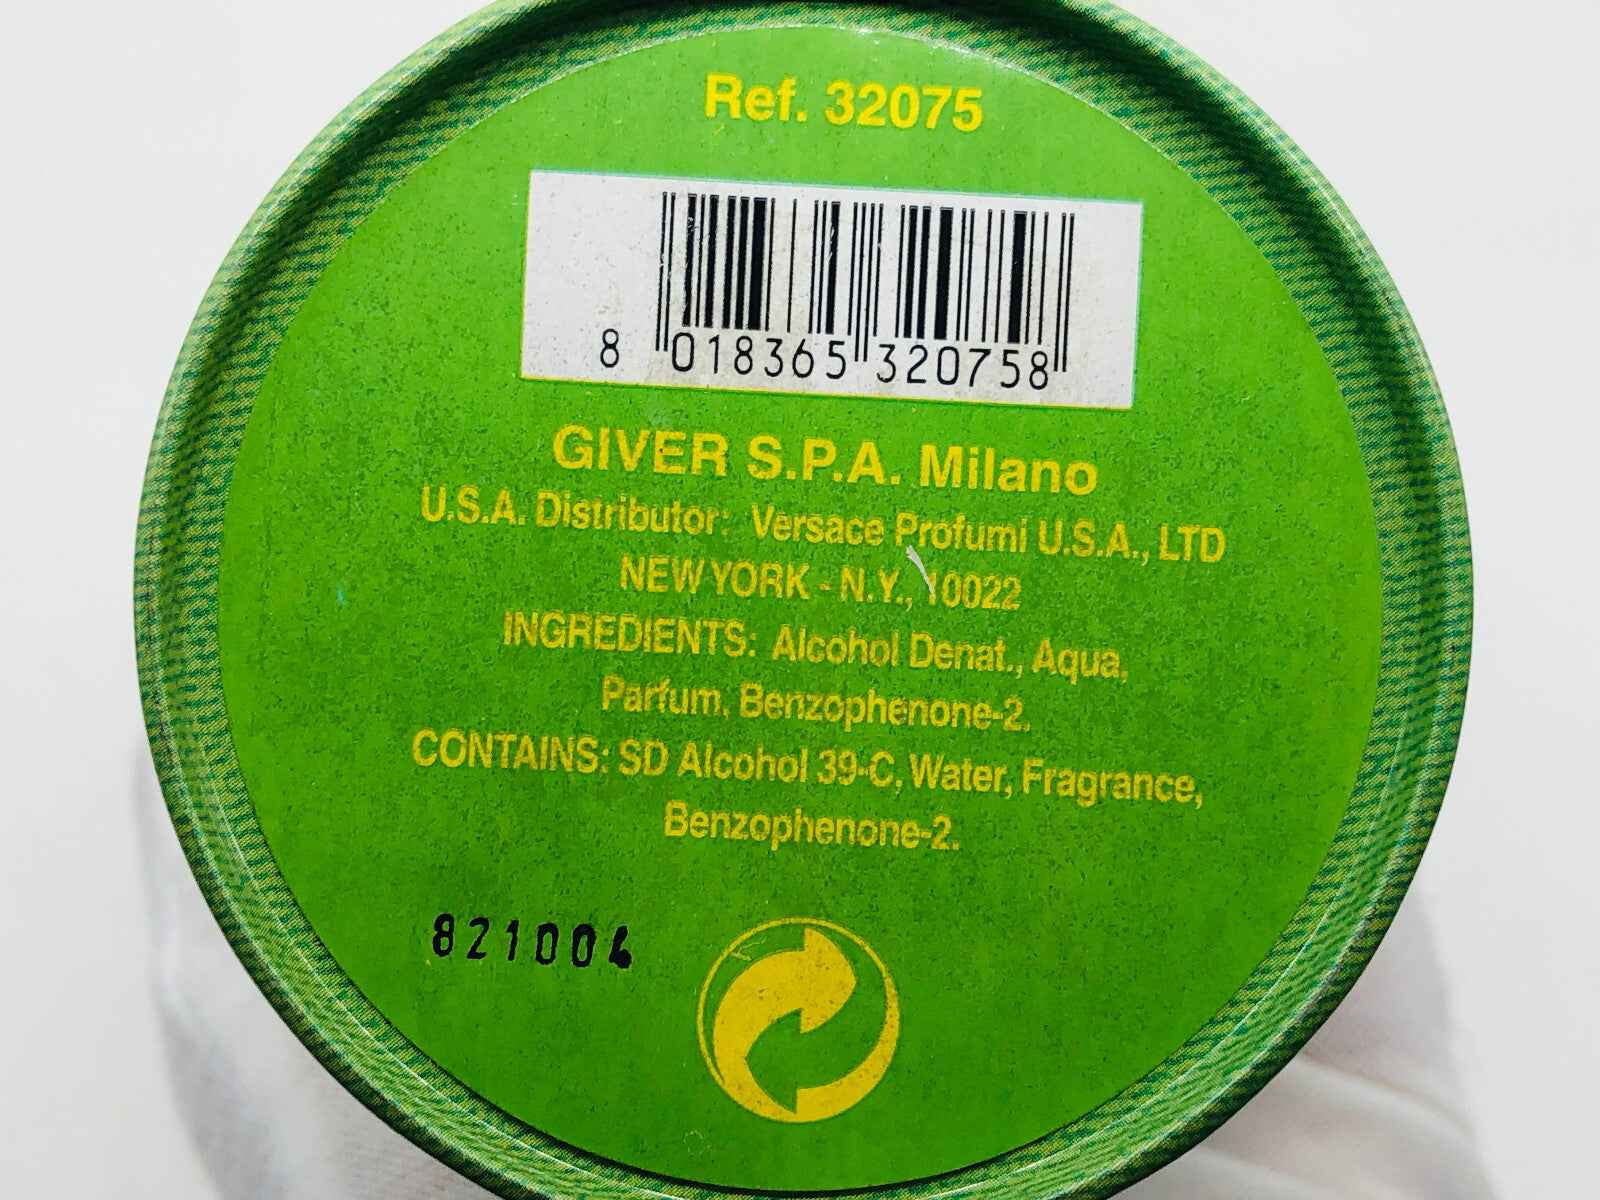 Ref. 32075
8 018365 320758
GIVER S.P.A. Milano
U.S.A. Distributor: Versace Profumi U.S.A., LTD
NEW YORK - N.Y., 10022
INGREDIENTS: Alcohol Denat., Aqua,
Parfum, Benzophenone-2.
CONTAINS: SD Alcohol 39-C, Water, Fragrance,
Benzophenone-2.
821004